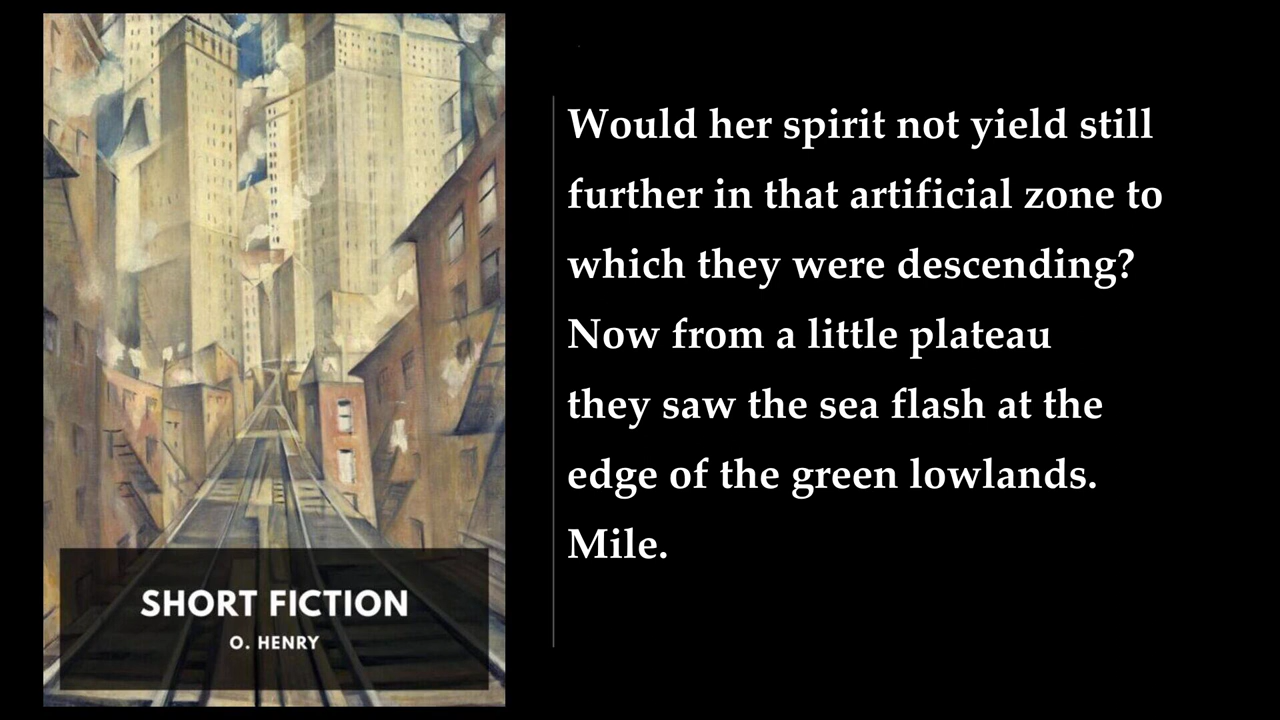 SHORT FICTION
O. HENRY
Would her spirit not yield still
further in that artificial zone to
which they were descending?
Now from a little plateau
they saw the sea flash at the
edge of the green lowlands.
Mile.